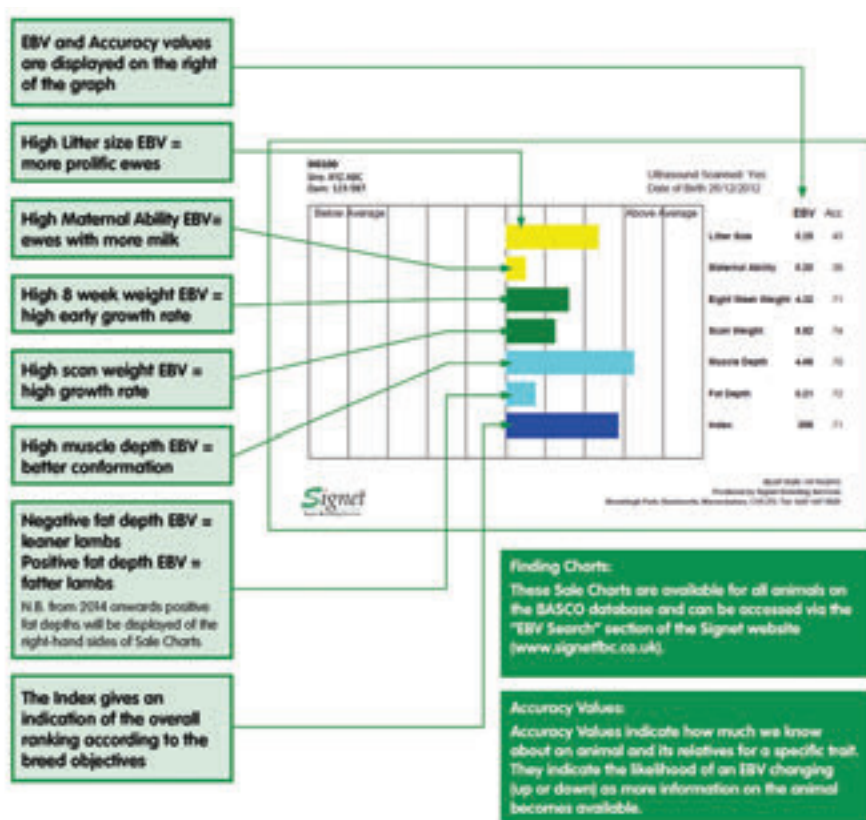 EBV and Accuracy values
are displayed on the right
of the graph
High Litter size EBV =
more prolific ewes
High Maternal Ability EBV=
ewes with more milk
High 8 week weight EBV =
high early growth rate
High scan weight EBV =
high growth rate
High muscle depth EBV =
better conformation
Negative fat depth EBV =
leaner lambs
Positive fat depth EBV =
fatter lambs
N.B. from 2014 onwards positive
fat depths will be displayed of the
right-hand sides of Sale Charts
The Index gives an
indication of the overall
ranking according to the
breed objectives
Ultrasound Scanned: Yes
Date of Birth 20/12/2012
Below Average
Above Average
EBV Acc
Litter Size
Maternal Ability
Eight Week Weight
Scan Weight
Muscle Depth
Fat Depth
Index
Signet
Finding Charts:
These Sale Charts are available for all animals on
the BASCO database and can be accessed via the
"EBV Search" section of the Signet website
(www.signetfbc.co.uk).
Accuracy Values:
Accuracy Values indicate how much we know
about an animal and its relatives for a specific trait.
They indicate the likelihood of an EBV changing
(up or down) as more information on the animal
becomes available.